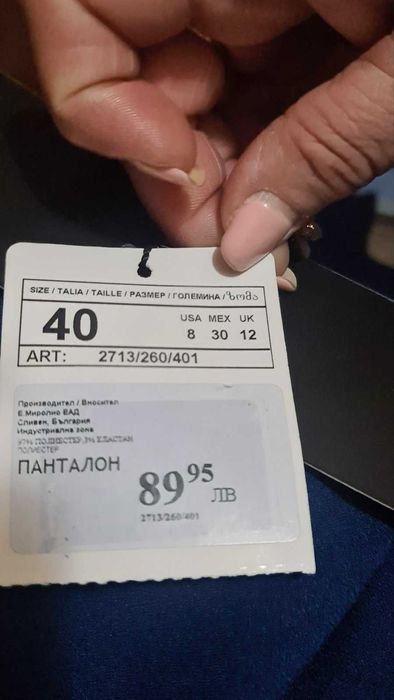 SIZE / TALIA / TAILLE / РАЗМЕР / ГОЛЕМИНА / ზომა
40
USA MEX UK
8 30 12
ART: 2713/260/401
Производител / Вносител
Е.Миролио ЕАД
Сливен, България
Индустриална зона
97% ПОЛИЕСТЕР,3% ЕЛАСТАН
ПОЛИЕСТЕР
ПАНТАЛОН
89 95 ЛВ
2713/260/401